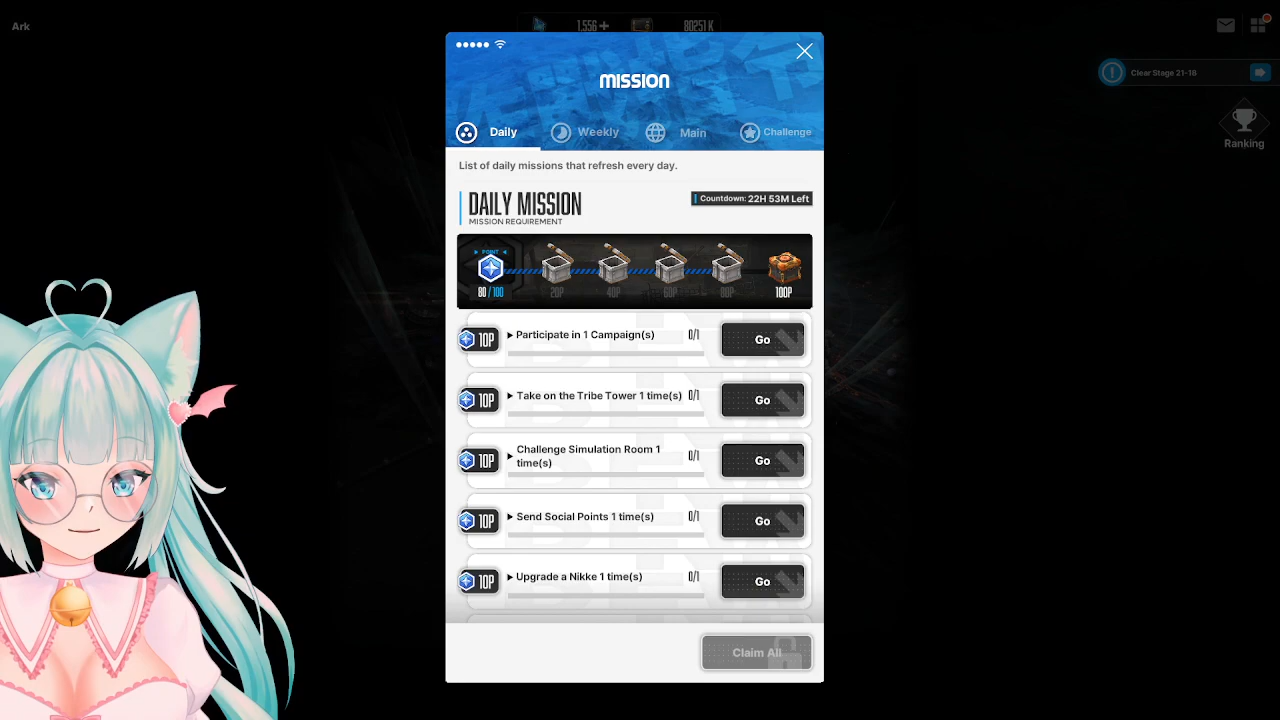 Ark
1,556 +
80251 K
Clear Stage 21-18
Ranking
MISSION
Daily
Weekly
Main
Challenge
List of daily missions that refresh every day.
DAILY MISSION
MISSION REQUIREMENT
Countdown: 22H 53M Left
POINT
80 / 100
20P
40P
60P
80P
100P
10P
Participate in 1 Campaign(s)
0/1
Go
10P
Take on the Tribe Tower 1 time(s)
0/1
Go
10P
Challenge Simulation Room 1
time(s)
0/1
Go
10P
Send Social Points 1 time(s)
0/1
Go
10P
Upgrade a Nikke 1 time(s)
0/1
Go
Claim All